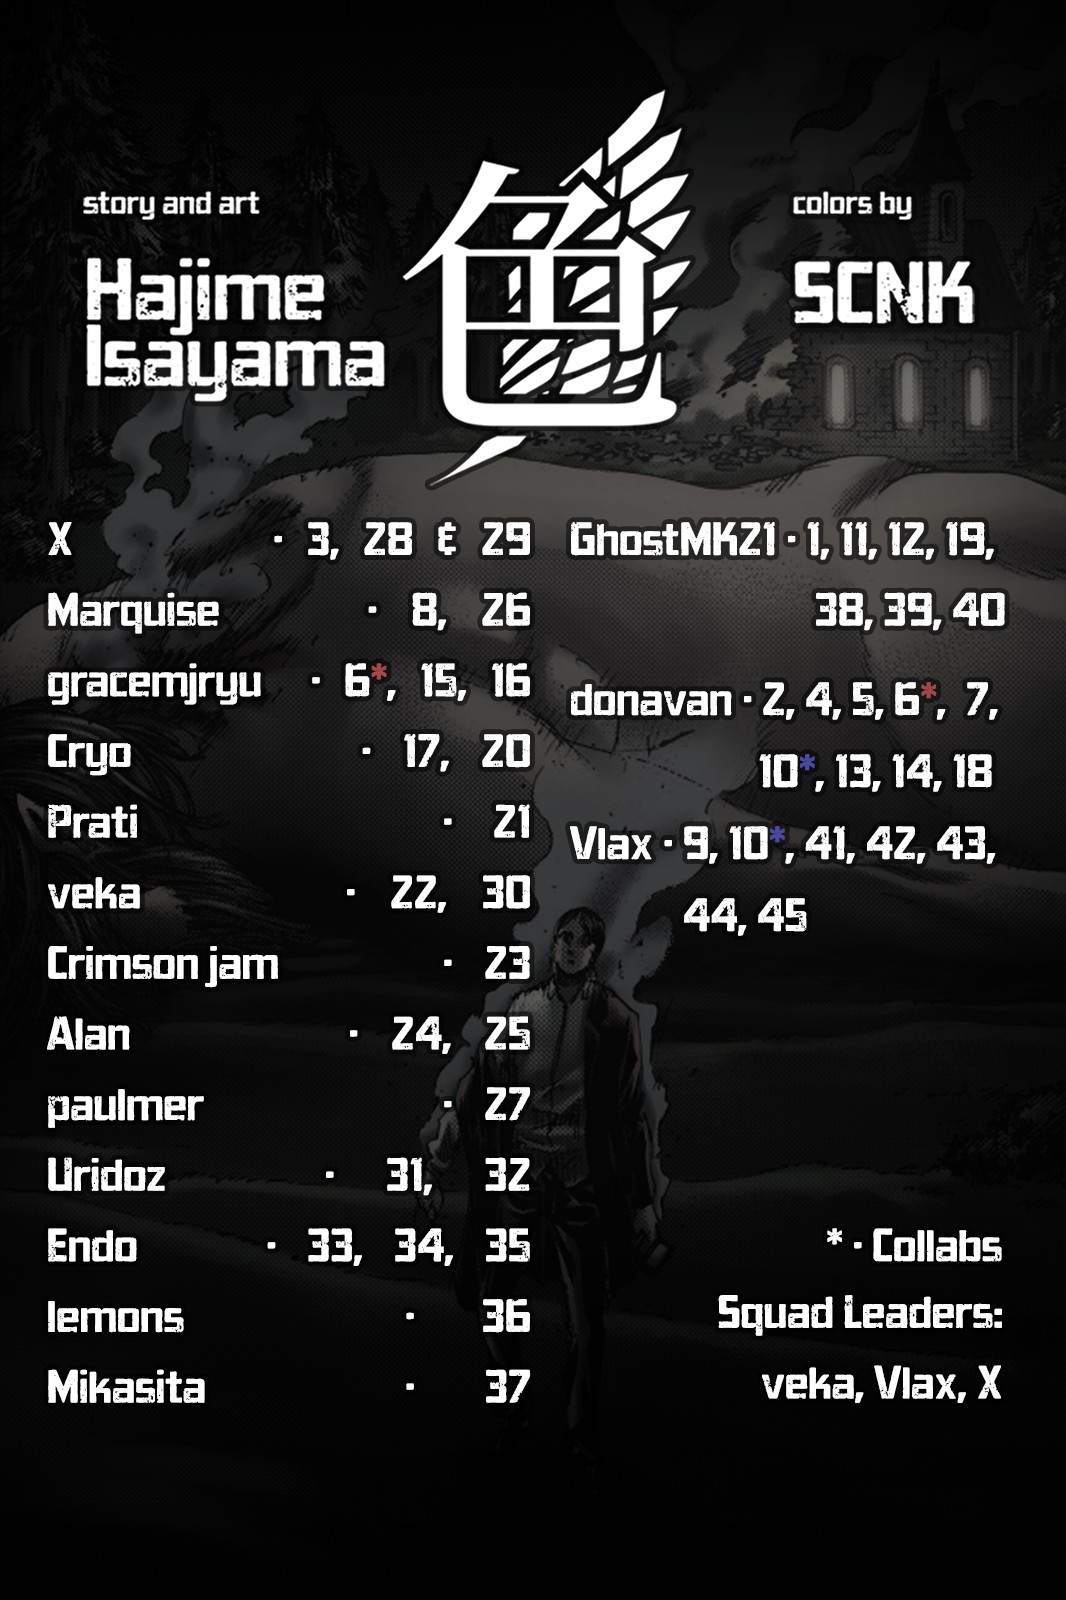 story and art
Hajime
Isayama
色
colors by
SCNK
X · 3, 28 & 29
Marquise · 8, 26
gracemjryu · 6*, 15, 16
Cryo · 17, 20
Prati · 21
veka · 22, 30
Crimson jam · 23
Alan · 24, 25
paulmer · 27
Uridoz · 31, 32
Endo · 33, 34, 35
lemons · 36
Mikasita · 37
GhostMK21 · 1, 11, 12, 19,
38, 39, 40
donavan · 2, 4, 5, 6*, 7,
10*, 13, 14, 18
Vlax · 9, 10*, 41, 42, 43,
44, 45
* · Collabs
Squad Leaders:
veka, Vlax, X